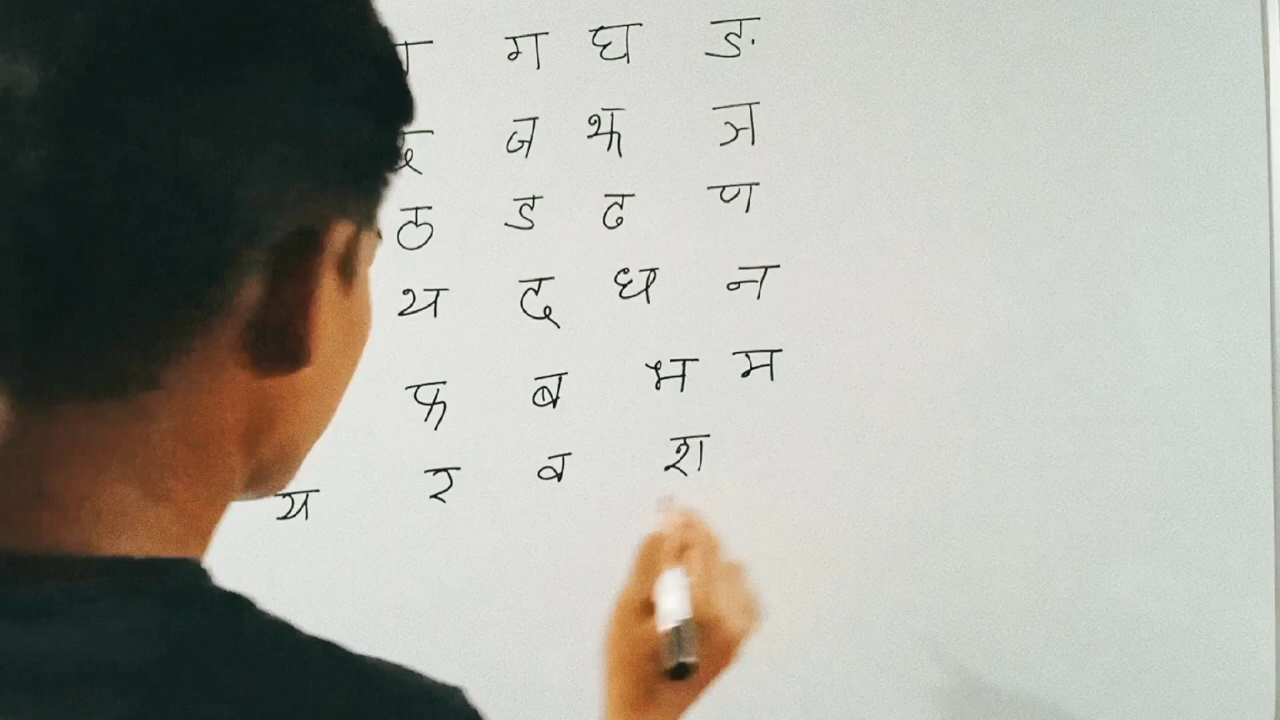 ग घ ङ
ज झ ञ
ठ ड ढ ण
थ द ध न
फ ब भ म
य र व श